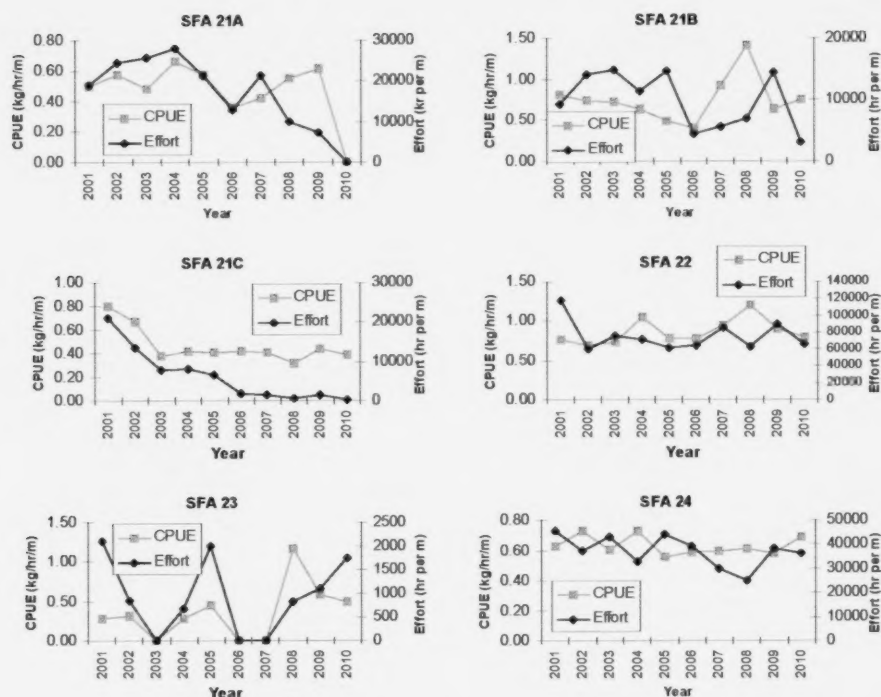 SFA 21A
CPUE (kg/hr/m)
0.80
0.60
0.40
0.20
0.00
CPUE
Effort
30000
20000
10000
0
Effort (kr per m)
2001 2002 2003 2004 2005 2006 2007 2008 2009 2010
Year
SFA 21B
CPUE (kg/hr/m)
1.50
1.00
0.50
0.00
CPUE
Effort
20000
10000
0
Effort (hr per m)
2001 2002 2003 2004 2005 2006 2007 2008 2009 2010
Year
SFA 21C
CPUE (kg/hr/m)
1.00
0.80
0.60
0.40
0.20
0.00
CPUE
Effort
30000
20000
10000
0
Effort (hr per m)
2001 2002 2003 2004 2005 2006 2007 2008 2009 2010
Year
SFA 22
CPUE (kg/hr/m)
1.50
1.00
0.50
0.00
CPUE
Effort
140000
120000
100000
80000
60000
40000
20000
0
Effort (hr per m)
2001 2002 2003 2004 2005 2006 2007 2008 2009 2010
Year
SFA 23
CPUE (kg/hr/m)
1.50
1.00
0.50
0.00
CPUE
Effort
2500
2000
1500
1000
500
0
Effort (hr per m)
2001 2002 2003 2004 2005 2006 2007 2008 2009 2010
Year
SFA 24
CPUE (kg/hr/m)
0.80
0.60
0.40
0.20
0.00
CPUE
Effort
50000
40000
30000
20000
10000
0
Effort (hr per m)
2001 2002 2003 2004 2005 2006 2007 2008 2009 2010
Year